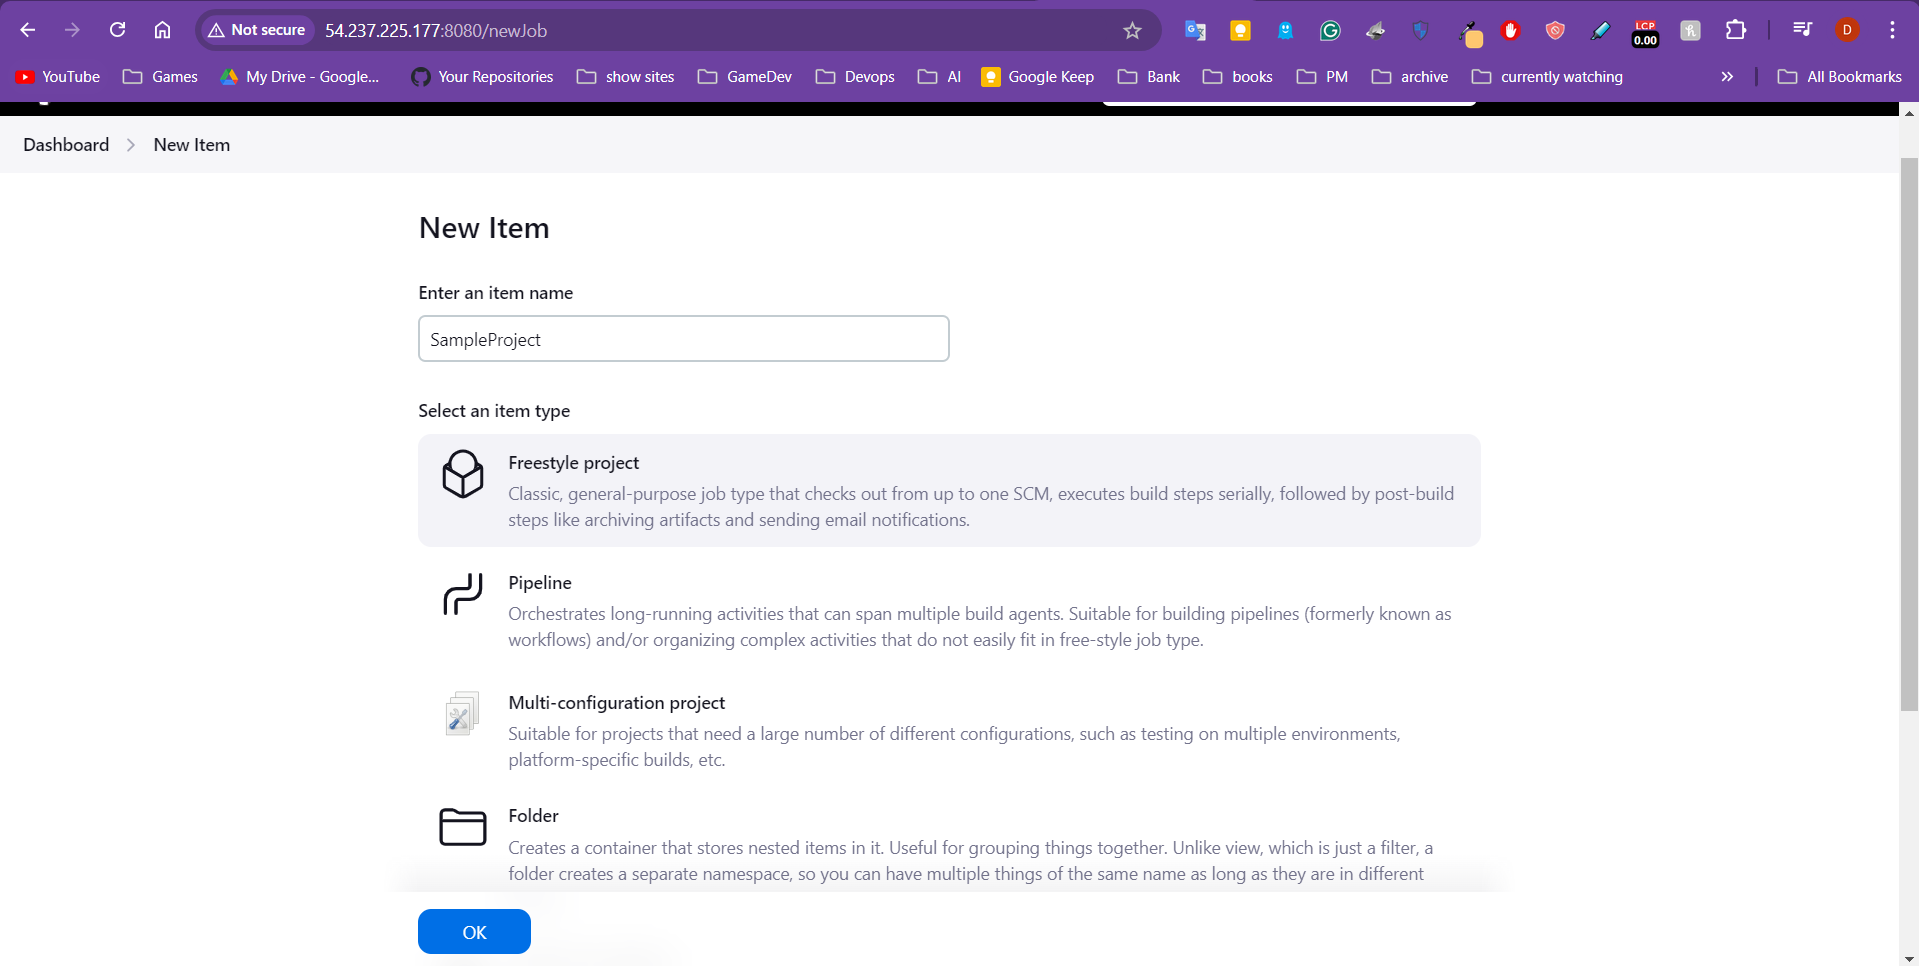 Not secure 54.237.225.177:8080/newJob
LCP
0.00
D
YouTube Games My Drive - Google... Your Repositories show sites GameDev Devops AI Google Keep Bank books PM archive currently watching All Bookmarks
Dashboard New Item
New Item
Enter an item name
SampleProject
Select an item type
Freestyle project
Classic, general-purpose job type that checks out from up to one SCM, executes build steps serially, followed by post-build
steps like archiving artifacts and sending email notifications.
Pipeline
Orchestrates long-running activities that can span multiple build agents. Suitable for building pipelines (formerly known as
workflows) and/or organizing complex activities that do not easily fit in free-style job type.
Multi-configuration project
Suitable for projects that need a large number of different configurations, such as testing on multiple environments,
platform-specific builds, etc.
Folder
Creates a container that stores nested items in it. Useful for grouping things together. Unlike view, which is just a filter, a
folder creates a separate namespace, so you can have multiple things of the same name as long as they are in different
OK